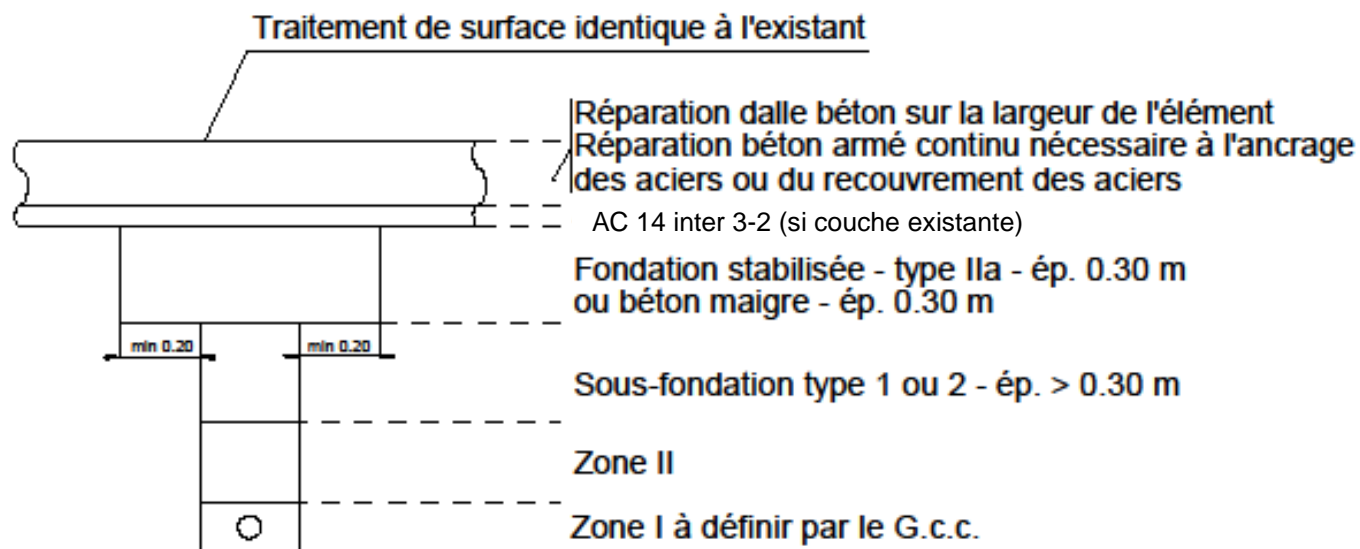 Traitement de surface identique à l'existant
Réparation dalle béton sur la largeur de l'élément
Réparation béton armé continu nécessaire à l'ancrage
des aciers ou du recouvrement des aciers
AC 14 inter 3-2 (si couche existante)
Fondation stabilisée - type IIa - ép. 0.30 m
ou béton maigre - ép. 0.30 m
min 0.20 min 0.20
Sous-fondation type 1 ou 2 - ép. > 0.30 m
Zone II
Zone I à définir par le G.c.c.